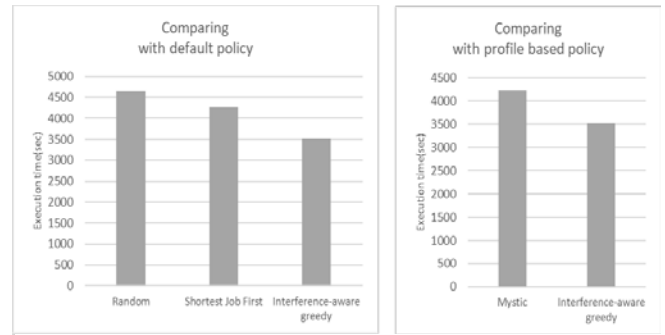 Comparing
with default policy
5000
4500
4000
3500
3000
2500
2000
1500
1000
500
0
Execution time(sec)
Random
Shortest Job First
Interference-aware
greedy
Comparing
with profile based policy
4500
4000
3500
3000
2500
2000
1500
1000
500
0
Execution time(sec)
Mystic
Interference-aware
greedy